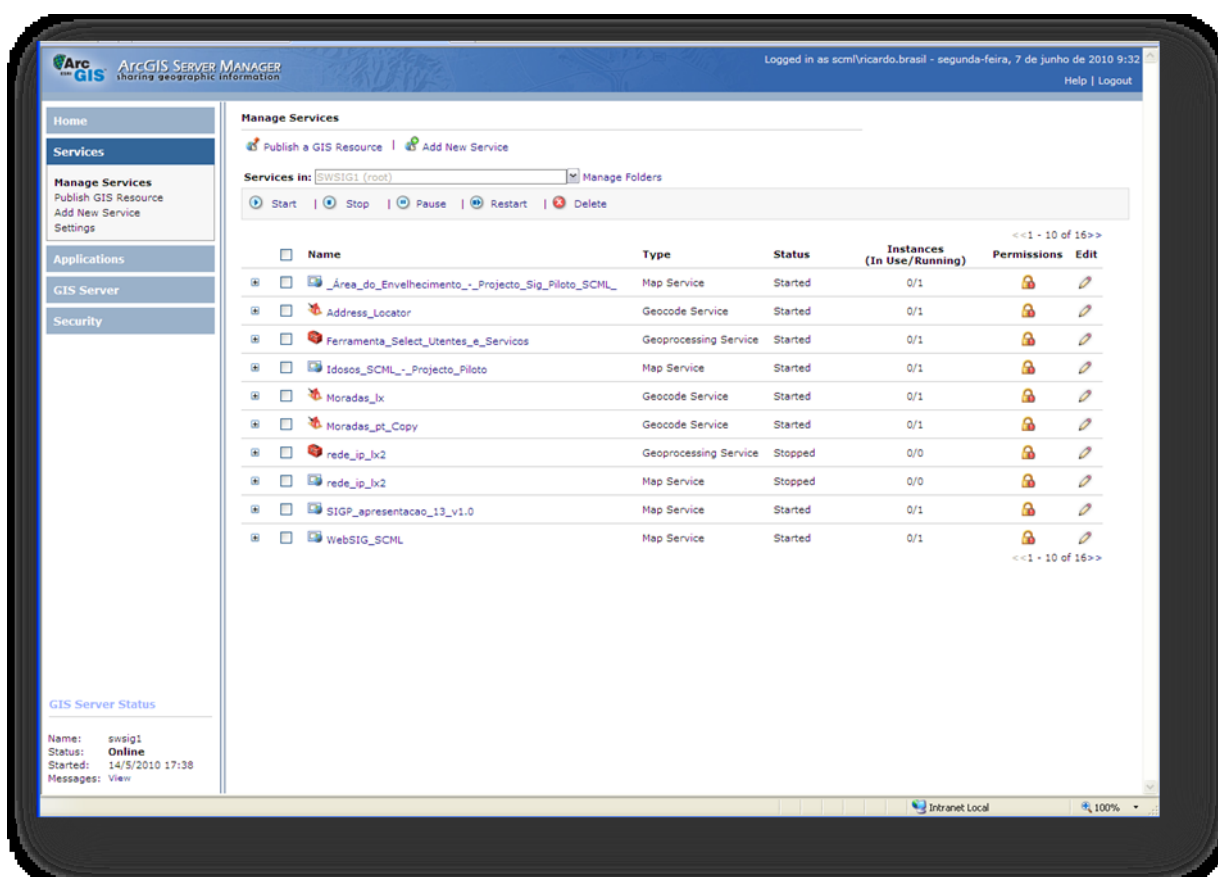 Arc GIS ArcGIS Server Manager
sharing geographic information
Logged in as scml\ricardo.brasil - segunda-feira, 7 de junho de 2010 9:32
Help | Logout
Home
Services
Manage Services
Publish GIS Resource
Add New Service
Settings
Applications
GIS Server
Security
Manage Services
Publish a GIS Resource | Add New Service
Services in: SWSIG1 (root) Manage Folders
Start | Stop | Pause | Restart | Delete
<<1 - 10 of 16>>
Name Type Status Instances (In Use/Running) Permissions Edit
_Área_do_Envelhecimento_-_Projecto_Sig_Piloto_SCML_ Map Service Started 0/1
Address_Locator Geocode Service Started 0/1
Ferramenta_Select_Utentes_e_Servicos Geoprocessing Service Started 0/1
Idosos_SCML_-_Projecto_Piloto Map Service Started 0/1
Moradas_lx Geocode Service Started 0/1
Moradas_pt_Copy Geocode Service Started 0/1
rede_ip_lx2 Geoprocessing Service Stopped 0/0
rede_ip_lx2 Map Service Stopped 0/0
SIGP_apresentacao_13_v1.0 Map Service Started 0/1
WebSIG_SCML Map Service Started 0/1
<<1 - 10 of 16>>
GIS Server Status
Name: swsig1
Status: Online
Started: 14/5/2010 17:38
Messages: View
Intranet Local 100%